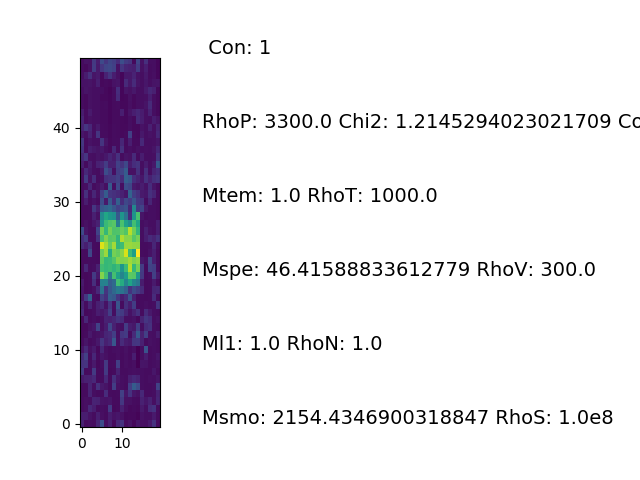 Con: 1
RhoP: 3300.0 Chi2: 1.2145294023021709 Co
Mtem: 1.0 RhoT: 1000.0
Mspe: 46.41588833612779 RhoV: 300.0
Ml1: 1.0 RhoN: 1.0
Msmo: 2154.4346900318847 RhoS: 1.0e8
40
30
20
10
0
0 10